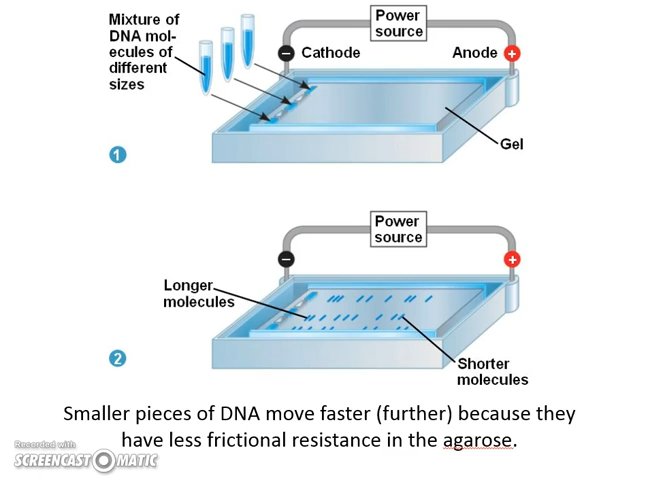 Mixture of
DNA mol-
ecules of
different
sizes
Power
source
−
Cathode
Anode
+
Gel
1
Power
source
−
+
Longer
molecules
Shorter
molecules
2
Smaller pieces of DNA move faster (further) because they
have less frictional resistance in the agarose.
Recorded with
SCREENCAST O MATIC